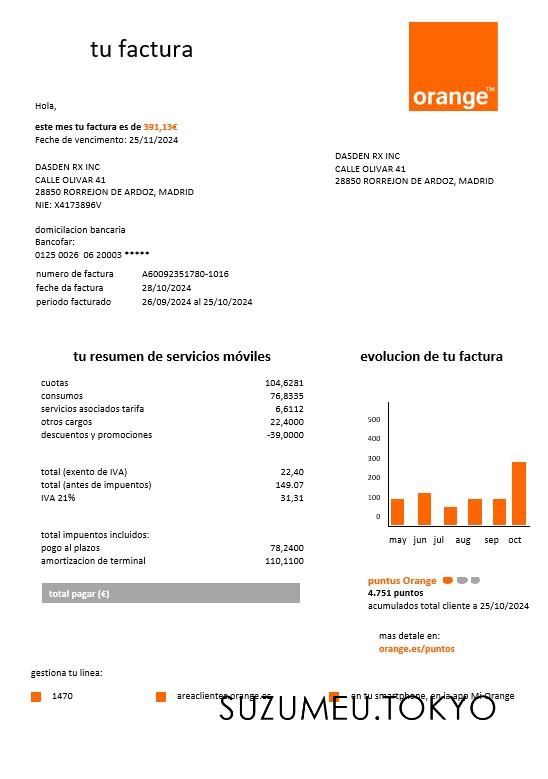 tu factura
orange™
Hola,
este mes tu factura es de 391,13€
Feche de vencimento: 25/11/2024
DASDEN RX INC
CALLE OLIVAR 41
28850 RORREJON DE ARDOZ, MADRID
DASDEN RX INC
CALLE OLIVAR 41
28850 RORREJON DE ARDOZ, MADRID
NIE: X4173896V
domicilacion bancaria
Bancofar:
0125 0026 06 20003 *****
numero de factura A60092351780-1016
feche da factura 28/10/2024
periodo facturado 26/09/2024 al 25/10/2024
tu resumen de servicios móviles
cuotas 104,6281
consumos 76,8335
servicios asociados tarifa 6,6112
otros cargos 22,4000
descuentos y promociones -39,0000
total (exento de IVA) 22,40
total (antes de impuentos) 149.07
IVA 21% 31,31
total impuentos incluidos:
pogo al plazos 78,2400
amortizacion de terminal 110,1100
total pagar (€)
evolucion de tu factura
500
400
300
200
100
0
may jun jul aug sep oct
puntus Orange
4.751 puntos
acumulados total cliente a 25/10/2024
mas detale en:
orange.es/puntos
gestiona tu linea:
1470 areaclientes.orange.es en tu smartphone, en la app Mi Orange
SUZUMEU.TOKYO